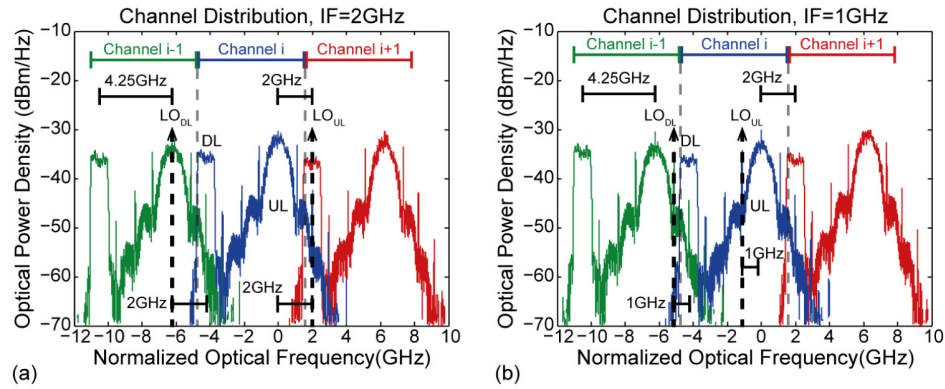 Channel Distribution, IF=2GHz
Optical Power Density (dBm/Hz)
−10
−20
−30
−40
−50
−60
−70
Channel i-1
Channel i
Channel i+1
4.25GHz
2GHz
LO_DL
LO_UL
DL
UL
2GHz
2GHz
−12 −10 −8 −6 −4 −2 0 2 4 6 8 10
Normalized Optical Frequency(GHz)
(a)
Channel Distribution, IF=1GHz
Optical Power Density (dBm/Hz)
−10
−20
−30
−40
−50
−60
−70
Channel i-1
Channel i
Channel i+1
4.25GHz
2GHz
LO_DL
LO_UL
DL
UL
1GHz
1GHz
−12 −10 −8 −6 −4 −2 0 2 4 6 8 10
Normalized Optical Frequency(GHz)
(b)